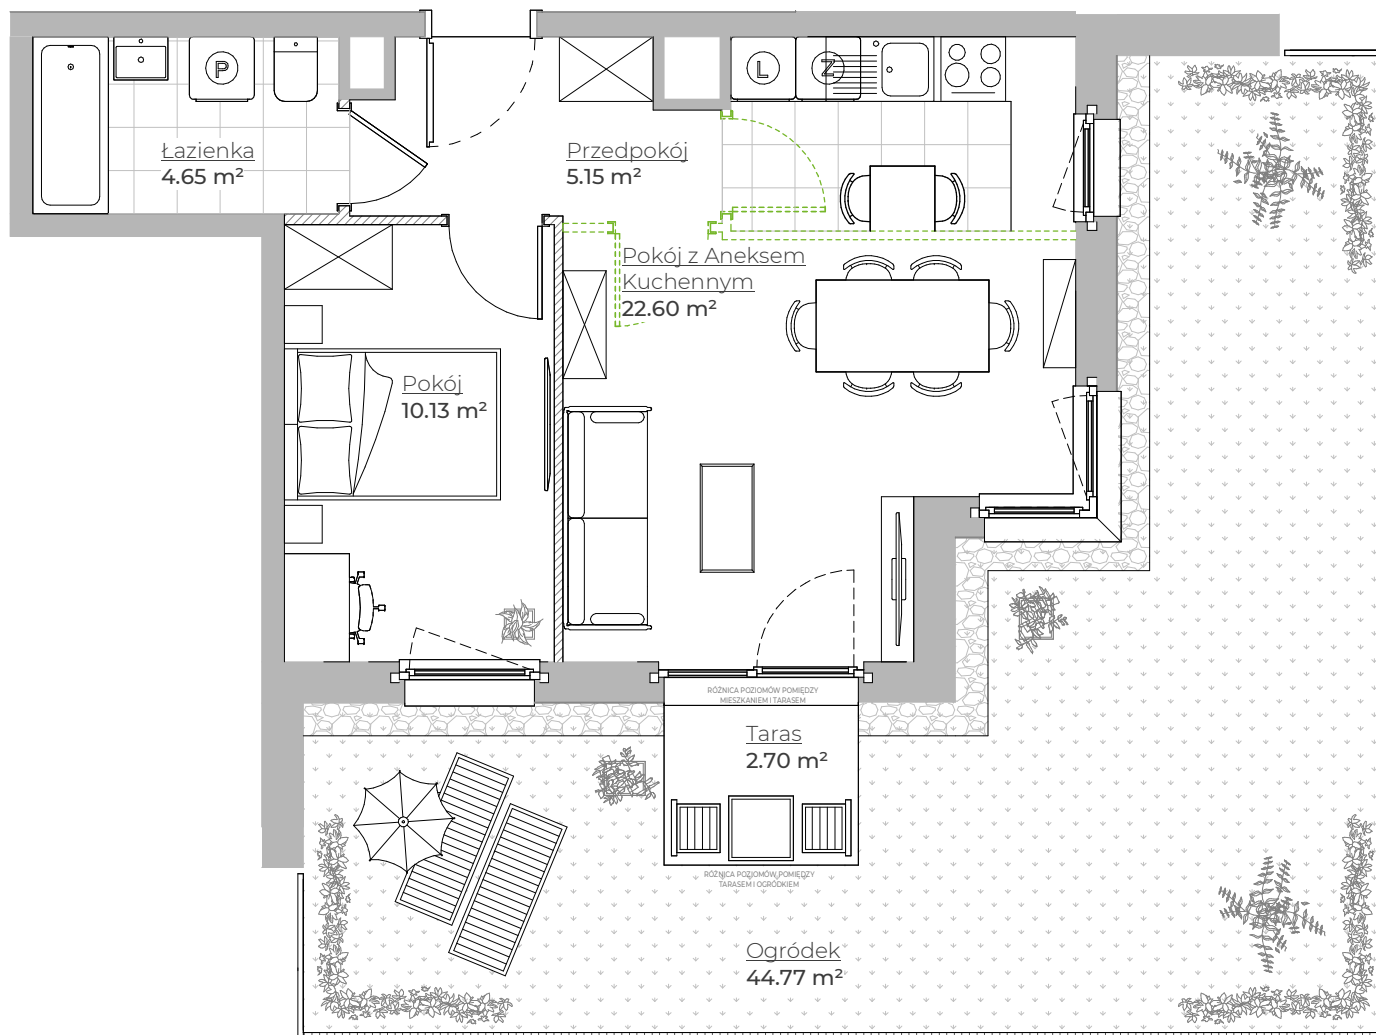 P
L
Z
Łazienka
4.65 m²
Przedpokój
5.15 m²
Pokój z Aneksem
Kuchennym
22.60 m²
Pokój
10.13 m²
RÓŻNICA POZIOMÓW POMIĘDZY
MIESZKANIEM I TARASEM
Taras
2.70 m²
RÓŻNICA POZIOMÓW POMIĘDZY
TARASEM I OGRÓDKIEM
Ogródek
44.77 m²